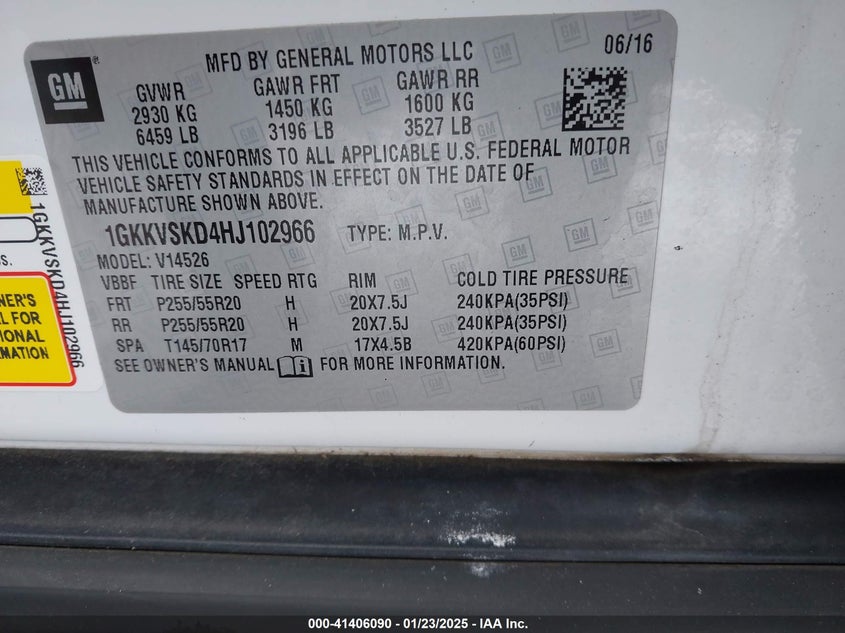 MFD BY GENERAL MOTORS LLC 06/16
GM
GVWR GAWR FRT GAWR RR
2930 KG 1450 KG 1600 KG
6459 LB 3196 LB 3527 LB
THIS VEHICLE CONFORMS TO ALL APPLICABLE U.S. FEDERAL MOTOR
VEHICLE SAFETY STANDARDS IN EFFECT ON THE DATE OF
MANUFACTURE SHOWN ABOVE.
1GKKVSKD4HJ102966 TYPE: M.P.V.
MODEL: V14526
VBBF TIRE SIZE SPEED RTG RIM COLD TIRE PRESSURE
FRT P255/55R20 H 20X7.5J 240KPA(35PSI)
RR P255/55R20 H 20X7.5J 240KPA(35PSI)
SPA T145/70R17 M 17X4.5B 420KPA(60PSI)
SEE OWNER'S MANUAL FOR MORE INFORMATION.
1GKKVSKD4HJ102966
S.
NER'S
L FOR
IONAL
RMATION
000-41406090 - 01/23/2025 - IAA Inc.